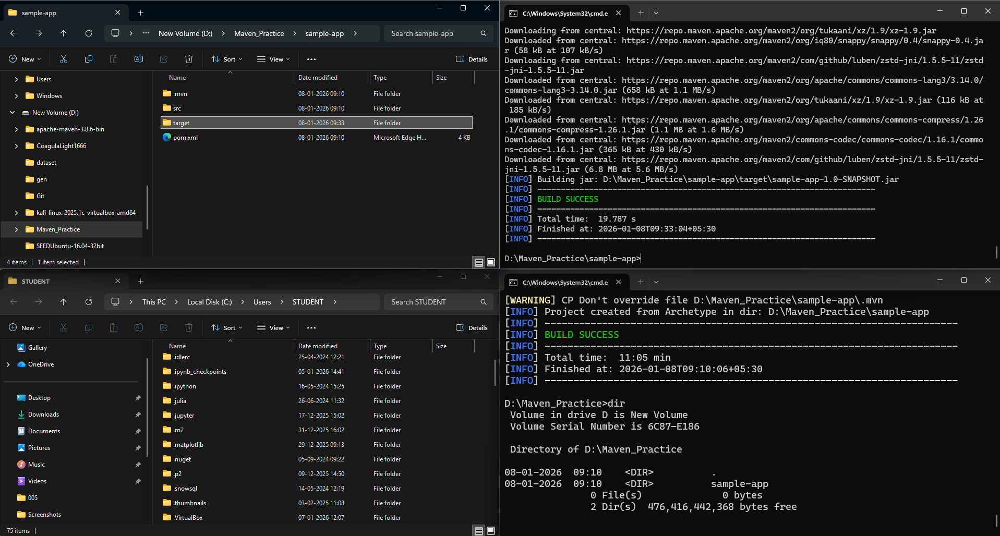 sample-app
New Volume (D:)
Maven_Practice
sample-app
Search sample-app
New
Sort
View
Details
Users
Windows
New Volume (D:)
apache-maven-3.8.6-bin
CoagulaLight1666
dataset
gen
Git
kali-linux-2025.1c-virtualbox-amd64
Maven_Practice
SEEDUbuntu-16.04-32bit
Name Date modified Type Size
.mvn 08-01-2026 09:10 File folder
src 08-01-2026 09:10 File folder
target 08-01-2026 09:33 File folder
pom.xml 08-01-2026 09:10 Microsoft Edge H... 4 KB
4 items 1 item selected
C:\Windows\System32\cmd.e
Downloading from central: https://repo.maven.apache.org/maven2/org/tukaani/xz/1.9/xz-1.9.jar
Downloaded from central: https://repo.maven.apache.org/maven2/org/iq80/snappy/snappy/0.4/snappy-0.4.ja
r (58 kB at 107 kB/s)
Downloading from central: https://repo.maven.apache.org/maven2/com/github/luben/zstd-jni/1.5.5-11/zstd
-jni-1.5.5-11.jar
Downloaded from central: https://repo.maven.apache.org/maven2/org/apache/commons/commons-lang3/3.14.0/
commons-lang3-3.14.0.jar (658 kB at 1.1 MB/s)
Downloaded from central: https://repo.maven.apache.org/maven2/org/tukaani/xz/1.9/xz-1.9.jar (116 kB at
 185 kB/s)
Downloaded from central: https://repo.maven.apache.org/maven2/org/apache/commons/commons-compress/1.26
.1/commons-compress-1.26.1.jar (1.1 MB at 1.6 MB/s)
Downloaded from central: https://repo.maven.apache.org/maven2/commons-codec/commons-codec/1.16.1/commo
ns-codec-1.16.1.jar (365 kB at 430 kB/s)
Downloaded from central: https://repo.maven.apache.org/maven2/com/github/luben/zstd-jni/1.5.5-11/zstd-
jni-1.5.5-11.jar (6.8 MB at 5.6 MB/s)
[INFO] Building jar: D:\Maven_Practice\sample-app\target\sample-app-1.0-SNAPSHOT.jar
[INFO] ------------------------------------------------------------------------
[INFO] BUILD SUCCESS
[INFO] ------------------------------------------------------------------------
[INFO] Total time:  19.787 s
[INFO] Finished at: 2026-01-08T09:33:04+05:30
[INFO] ------------------------------------------------------------------------
D:\Maven_Practice\sample-app>
STUDENT
This PC
Local Disk (C:)
Users
STUDENT
Search STUDENT
New
Sort
View
Details
Gallery
OneDrive
Desktop
Downloads
Documents
Pictures
Music
Videos
005
Screenshots
Name Date modified Type Size
.idlerc 25-04-2024 12:21 File folder
.ipynb_checkpoints 05-01-2026 14:41 File folder
.ipython 16-05-2024 15:25 File folder
.julia 26-06-2024 11:32 File folder
.jupyter 17-12-2025 15:02 File folder
.m2 31-12-2025 16:02 File folder
.matplotlib 29-12-2025 09:13 File folder
.nuget 05-09-2024 09:22 File folder
.p2 09-12-2025 14:50 File folder
.snowsql 14-05-2024 12:19 File folder
.thumbnails 03-02-2025 11:08 File folder
.VirtualBox 07-01-2026 12:07 File folder
75 items
C:\Windows\System32\cmd.e
[WARNING] CP Don't override file D:\Maven_Practice\sample-app\.mvn
[INFO] Project created from Archetype in dir: D:\Maven_Practice\sample-app
[INFO] ------------------------------------------------------------------------
[INFO] BUILD SUCCESS
[INFO] ------------------------------------------------------------------------
[INFO] Total time:  11:05 min
[INFO] Finished at: 2026-01-08T09:10:06+05:30
[INFO] ------------------------------------------------------------------------
D:\Maven_Practice>dir
 Volume in drive D is New Volume
 Volume Serial Number is 6C87-E186
 Directory of D:\Maven_Practice
08-01-2026  09:10    <DIR>          .
08-01-2026  09:10    <DIR>          sample-app
               0 File(s)              0 bytes
               2 Dir(s)  476,416,442,368 bytes free